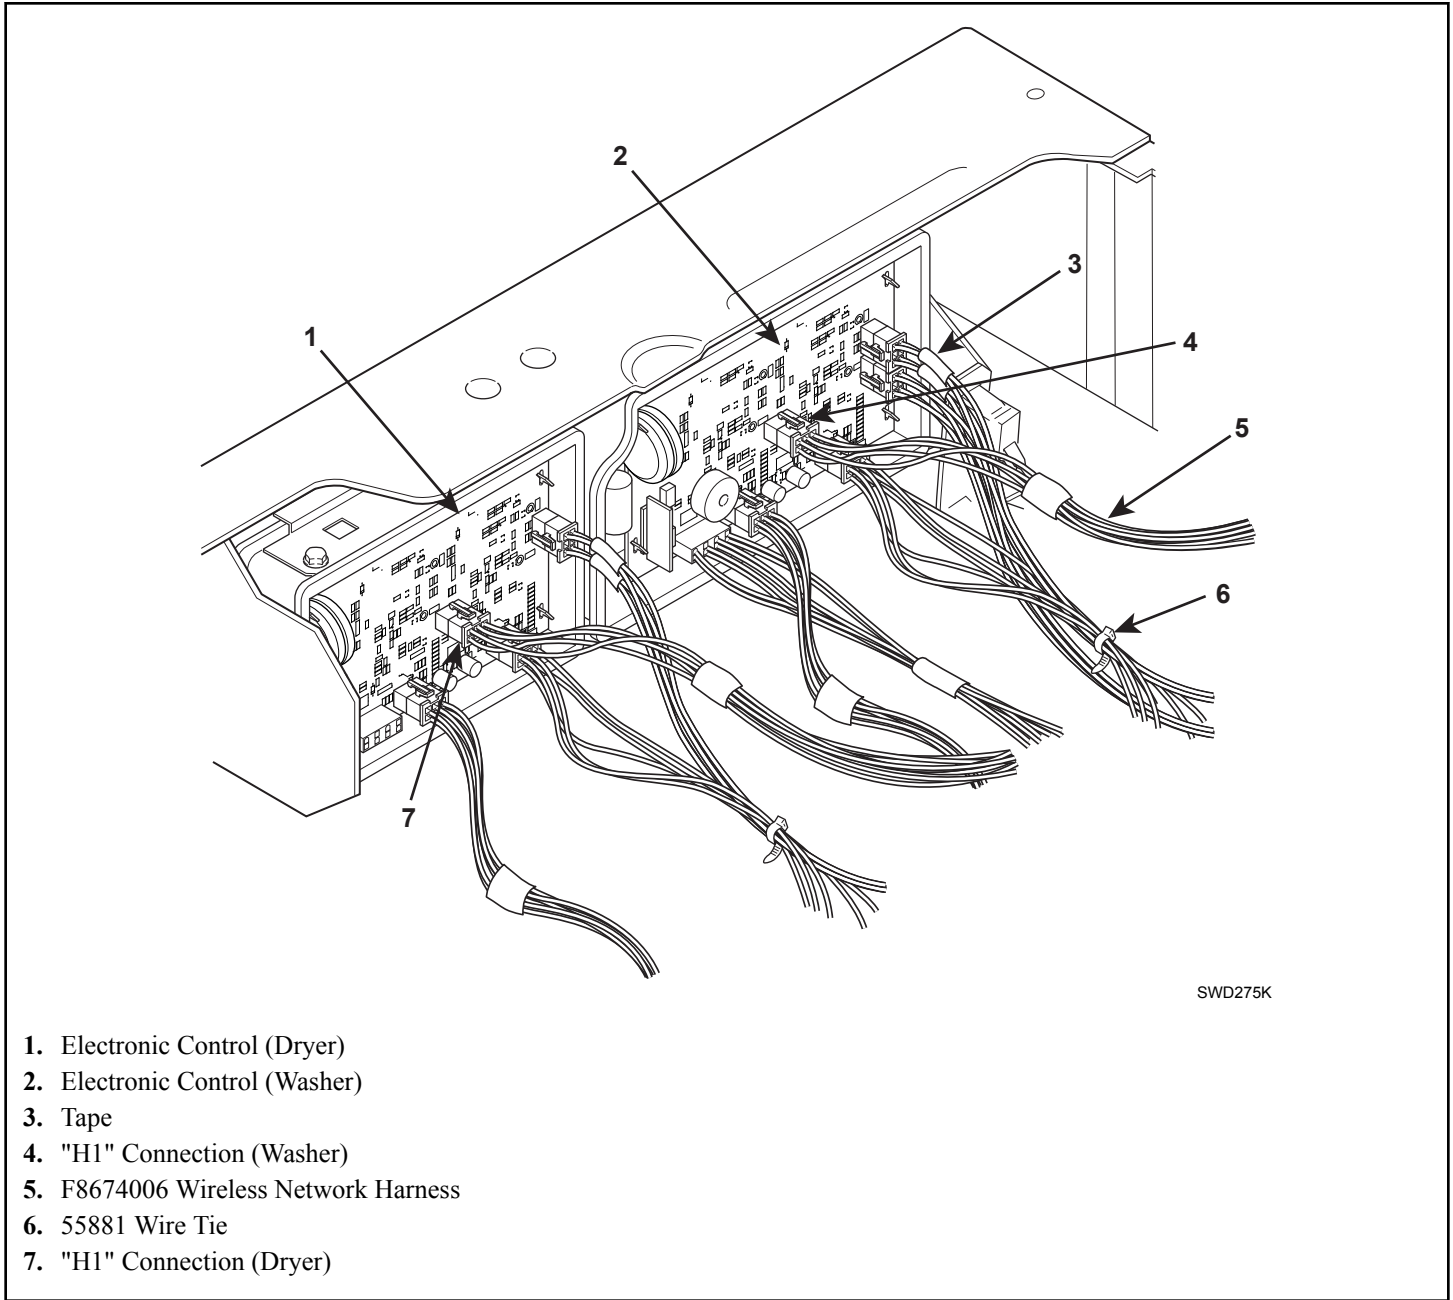 2
3
1
4
5
6
7
SWD275K
1. Electronic Control (Dryer)
2. Electronic Control (Washer)
3. Tape
4. "H1" Connection (Washer)
5. F8674006 Wireless Network Harness
6. 55881 Wire Tie
7. "H1" Connection (Dryer)